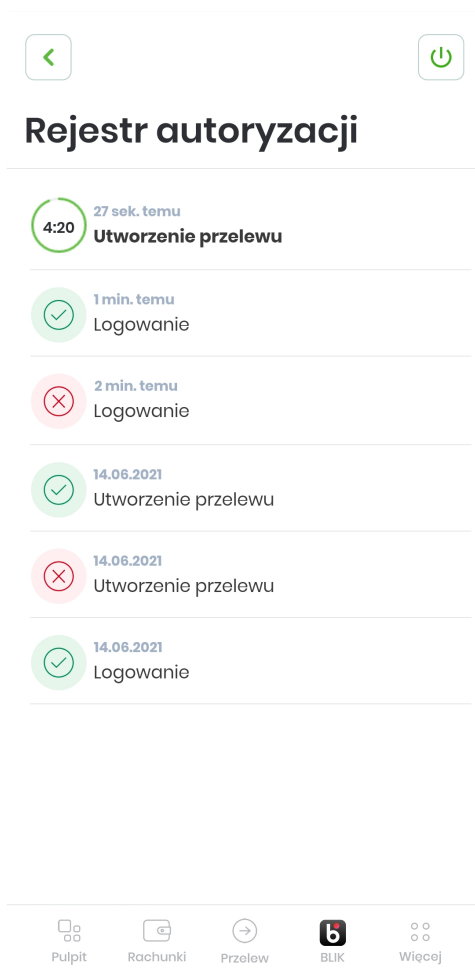 Rejestr autoryzacji
27 sek. temu
4:20
Utworzenie przelewu
1 min. temu
Logowanie
2 min. temu
Logowanie
14.06.2021
Utworzenie przelewu
14.06.2021
Utworzenie przelewu
14.06.2021
Logowanie
Pulpit
Rachunki
Przelew
b
BLIK
Więcej